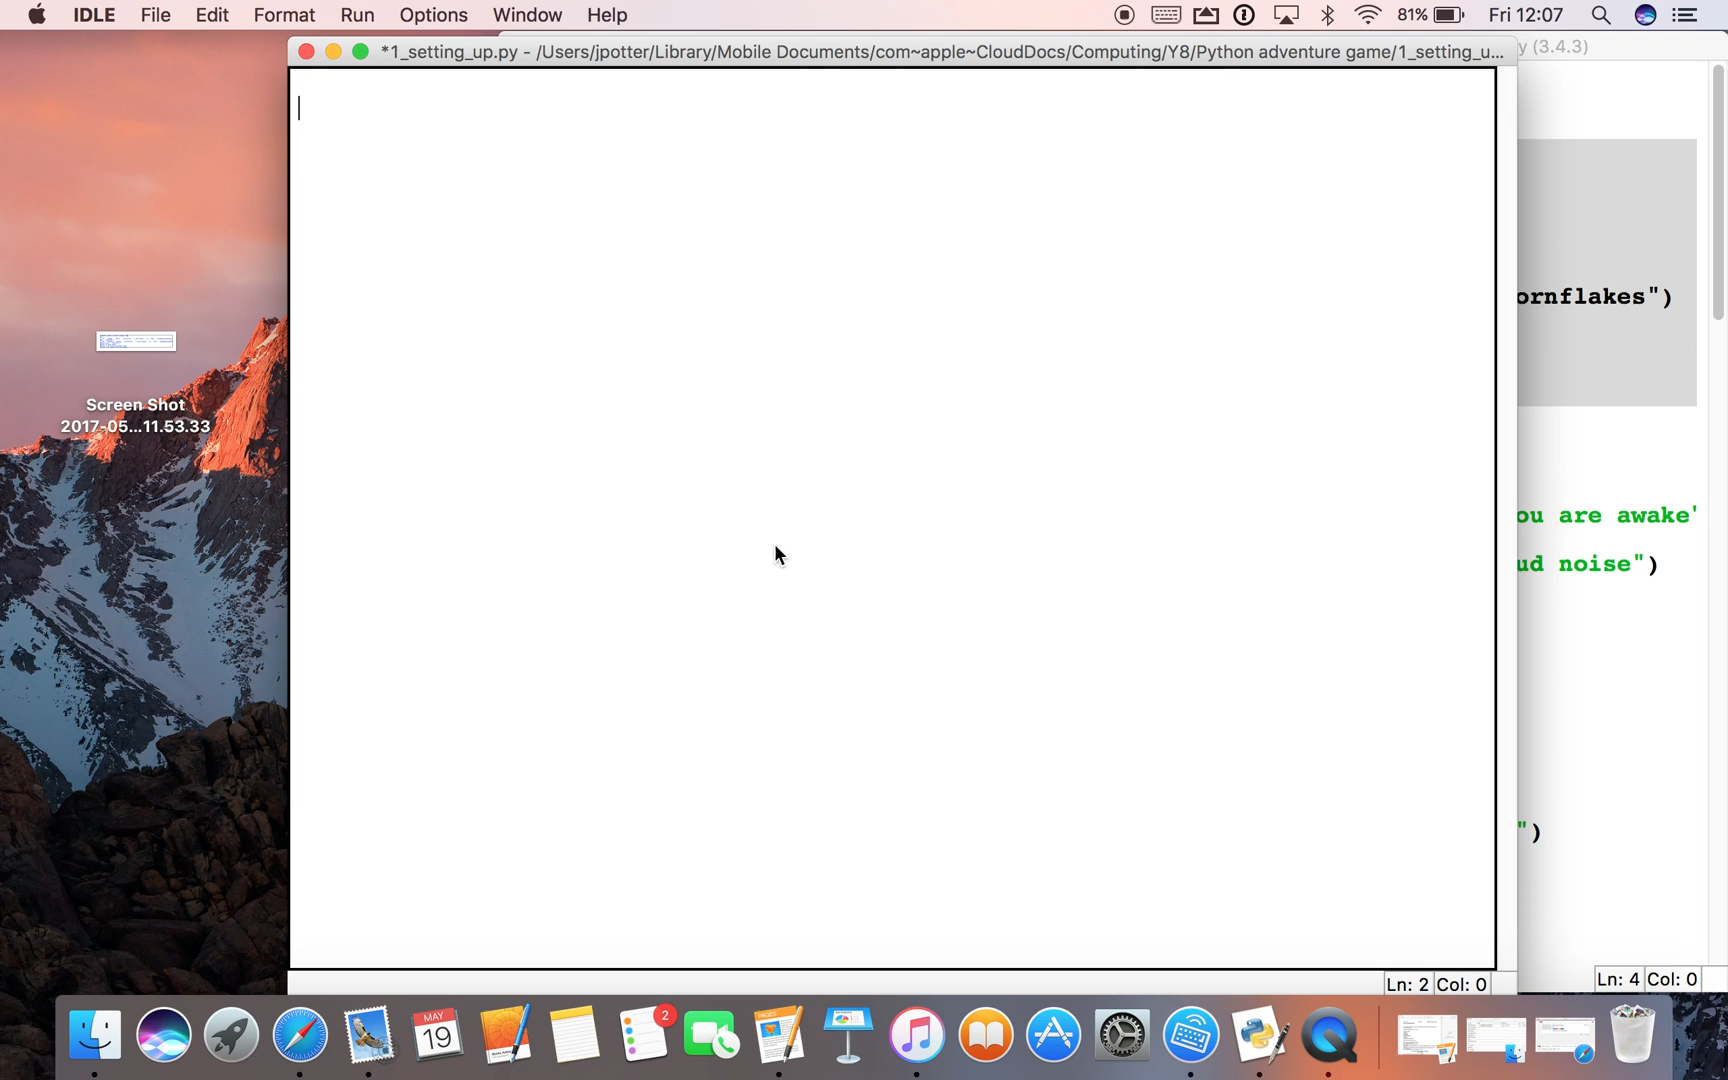 IDLE File Edit Format Run Options Window Help 81% Fri 12:07
*1_setting_up.py - /Users/jpotter/Library/Mobile Documents/com~apple~CloudDocs/Computing/Y8/Python adventure game/1_setting_u...
y (3.4.3)
ornflakes")
Screen Shot
2017-05...11.53.33
ou are awake'
ud noise")
")
Ln: 4 Col: 0
Ln: 2 Col: 0
MAY
19
2
PAGES